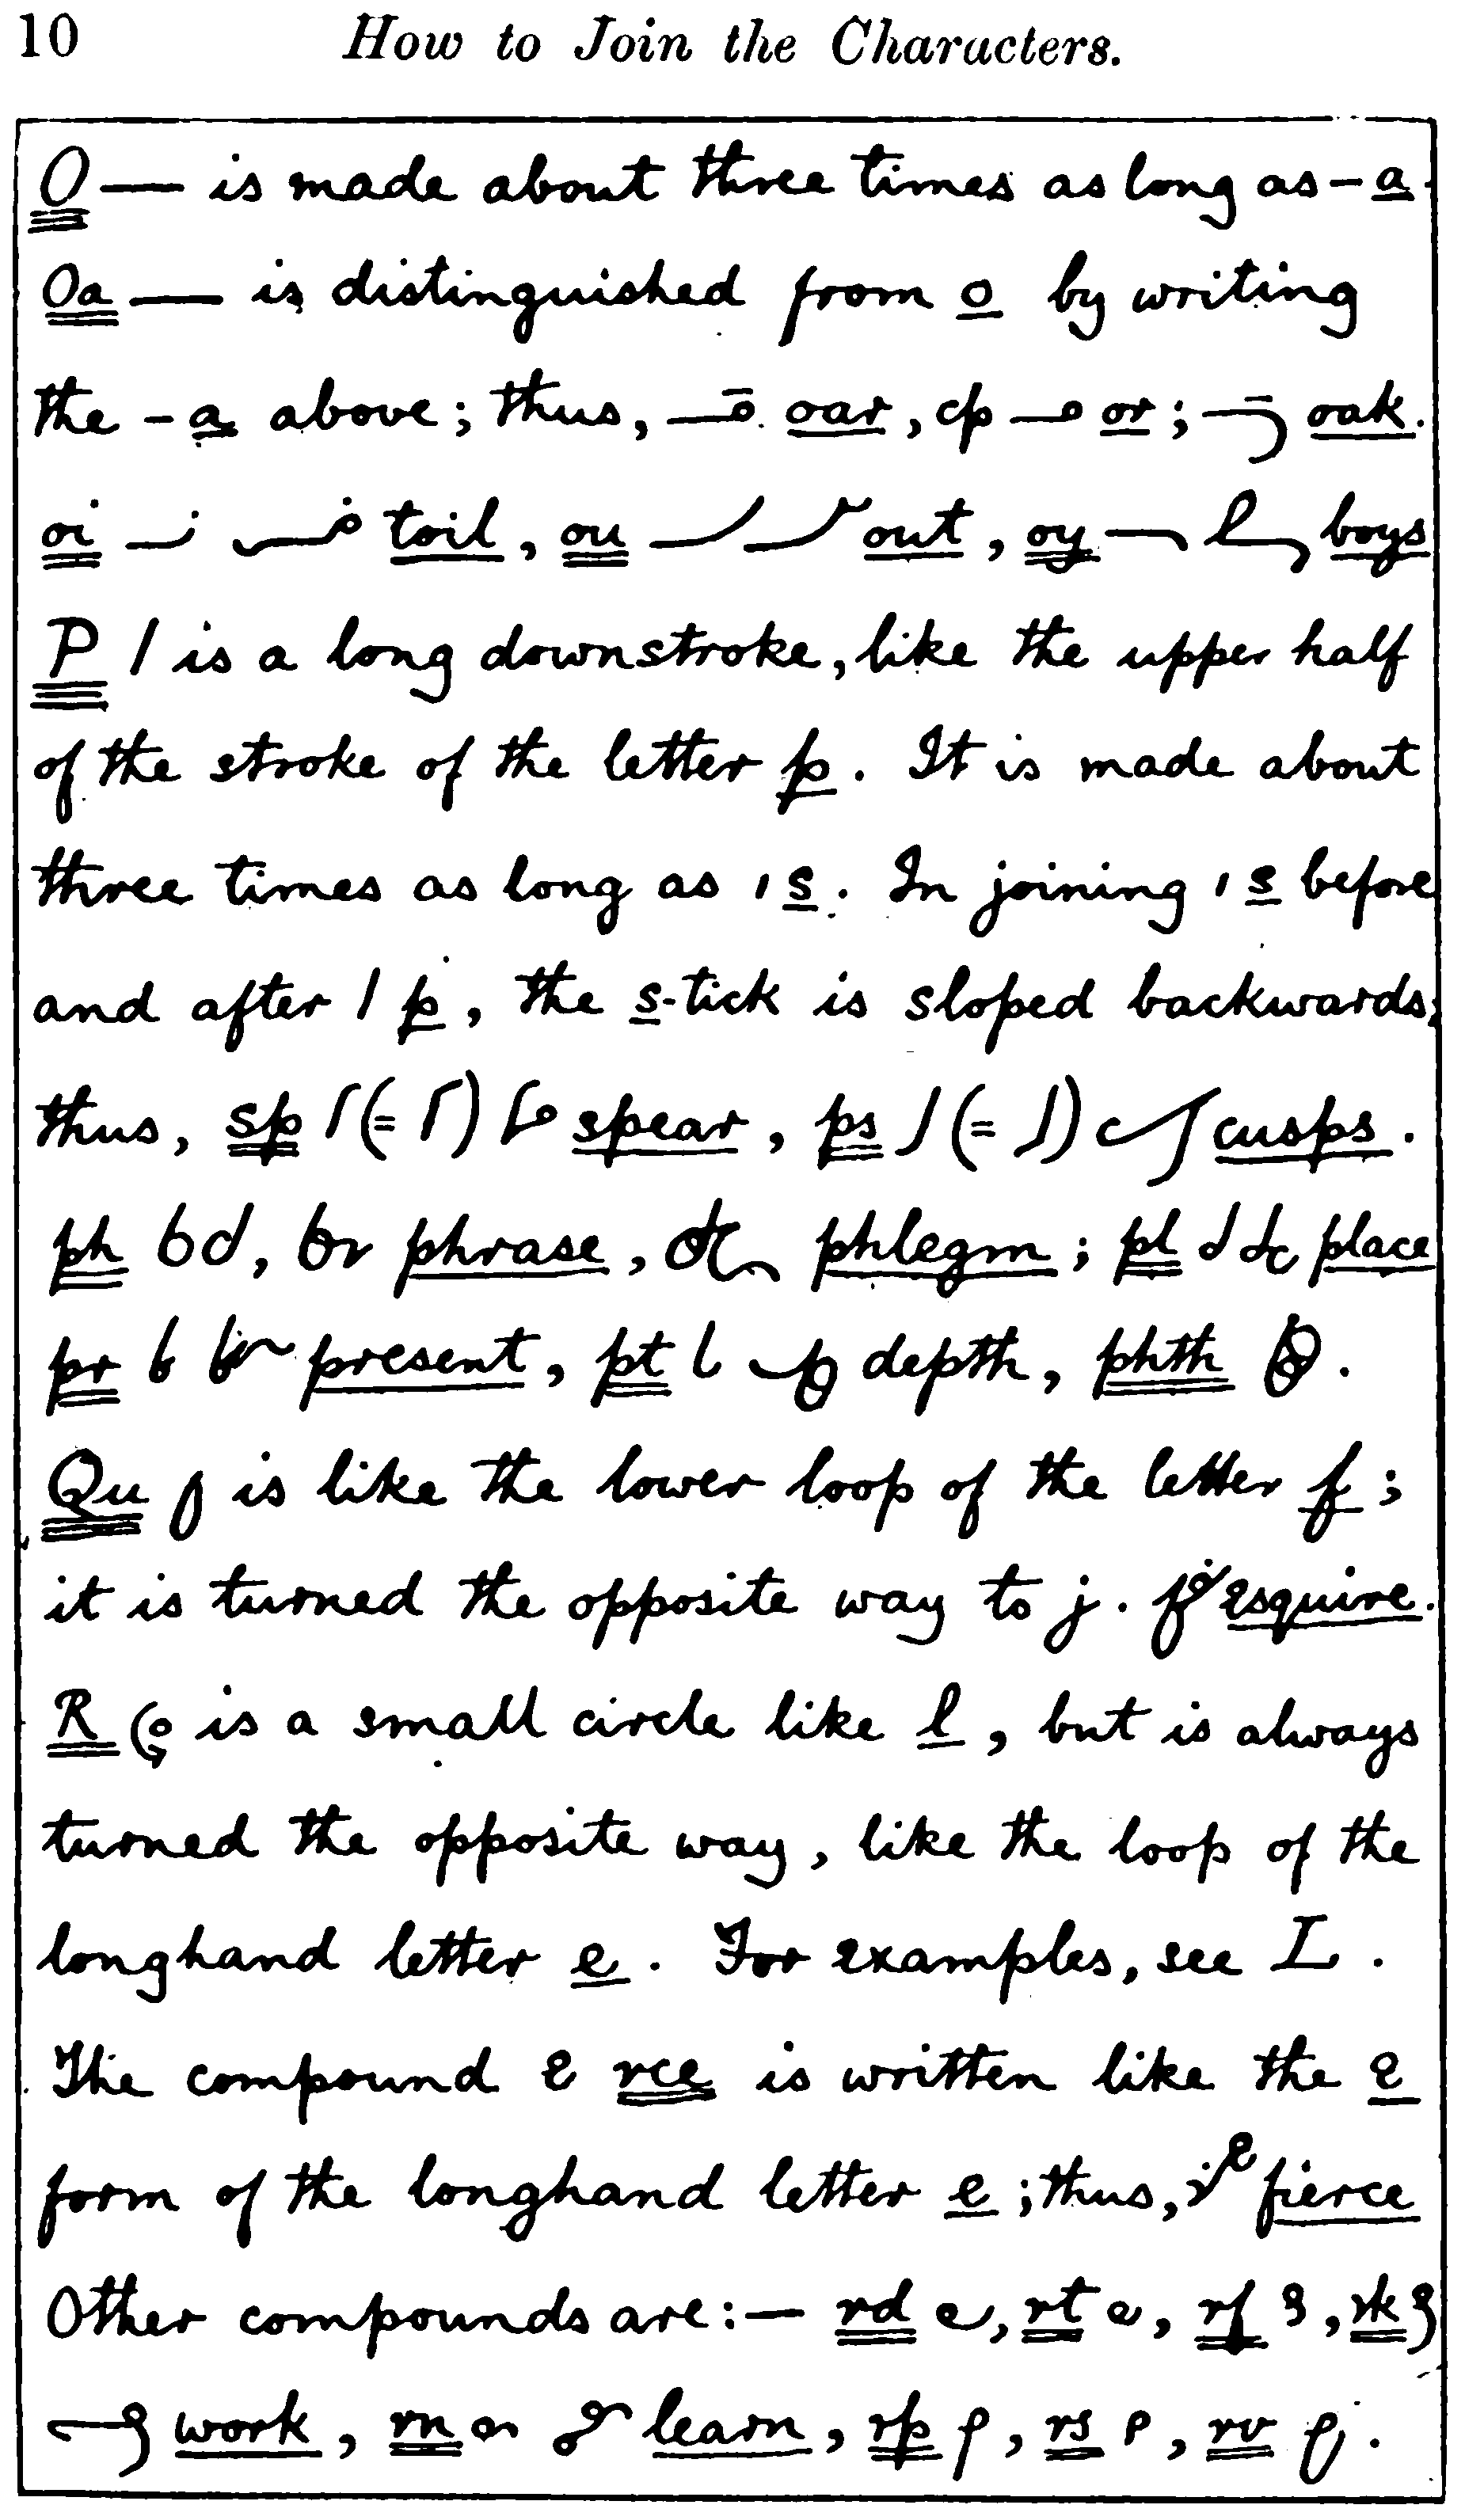 10 How to Join the Characters.
O — is made about three times as long as - a.
Oa — is distinguished from o by writing
the - a above; thus, oar, cp or; oak.
oi toil, ou out, oy boys
P / is a long downstroke, like the upper half
of the stroke of the letter p. It is made about
three times as long as s. In joining s before
and after / p, the s-tick is sloped backwards;
thus, sp (= ) spear, ps (= ) cusps.
ph , phrase, phlegm; pl place
pr present, pt depth, phth .
Qu is like the lower loop of the letter f;
it is turned the opposite way to j. esquire.
R is a small circle like l, but is always
turned the opposite way, like the loop of the
longhand letter e. For examples, see L.
The compound rce is written like the e
form of the longhand letter e; thus, fierce
Other compounds are:— rd , rt , rf , rk
work, rn learn, rp , rs , rv .